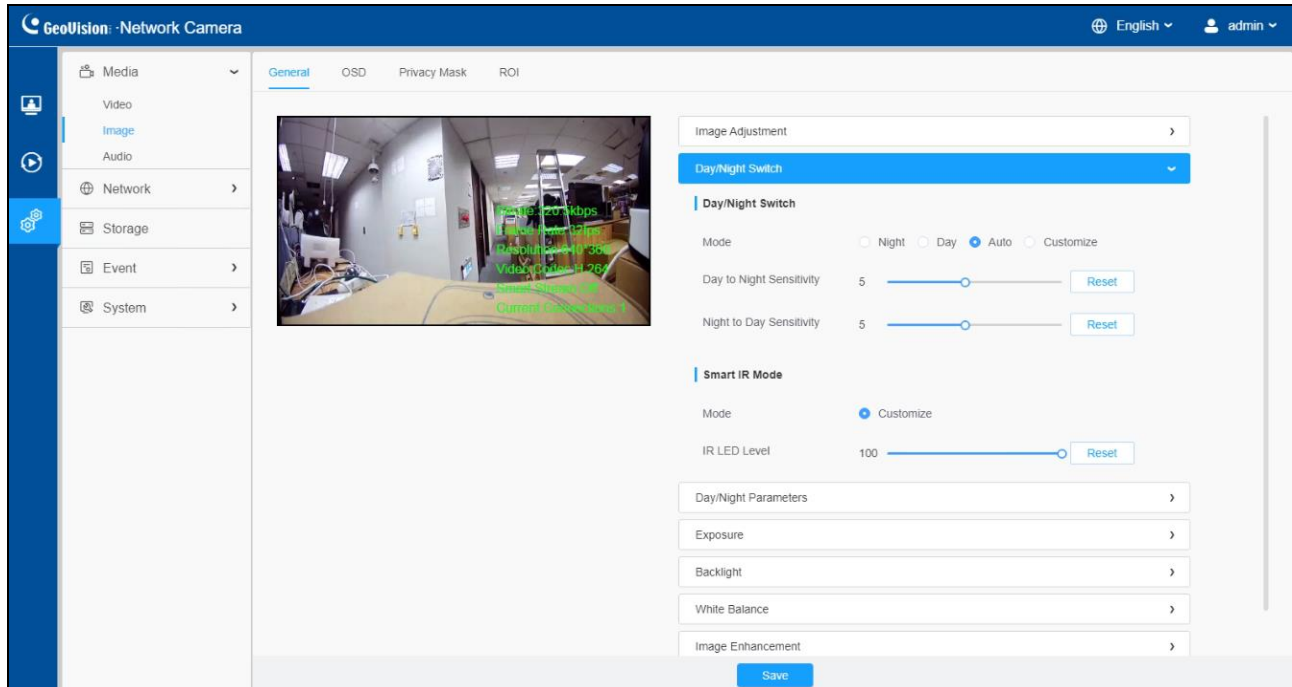 GeoVision: -Network Camera
English
admin
Media
Video
Image
Audio
Network
Storage
Event
System
General OSD Privacy Mask ROI
Bitrate:320.5kbps
Frame Rate:32fps
Resolution:640*360
Video Codec:H.264
Smart Stream:Off
Current Connections:1
Image Adjustment
Day/Night Switch
Day/Night Switch
Mode Night Day Auto Customize
Day to Night Sensitivity 5 Reset
Night to Day Sensitivity 5 Reset
Smart IR Mode
Mode Customize
IR LED Level 100 Reset
Day/Night Parameters
Exposure
Backlight
White Balance
Image Enhancement
Save